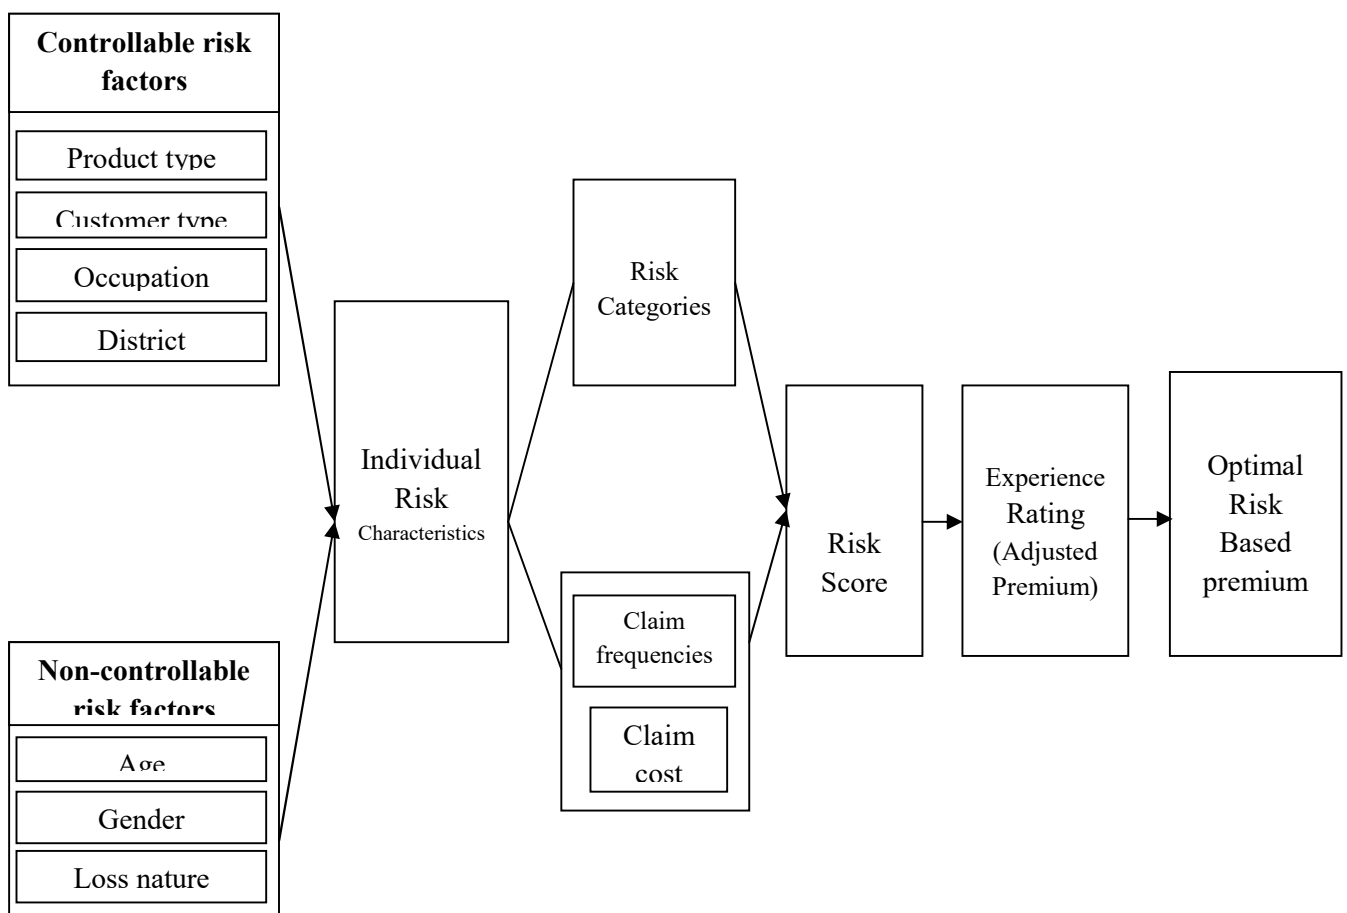 Controllable risk
factors
Product type
Customer type
Occupation
District
Non-controllable
risk factors
Age
Gender
Loss nature
Individual
Risk
Characteristics
Risk
Categories
Claim
frequencies
Claim
cost
Risk
Score
Experience
Rating
(Adjusted
Premium)
Optimal
Risk
Based
premium